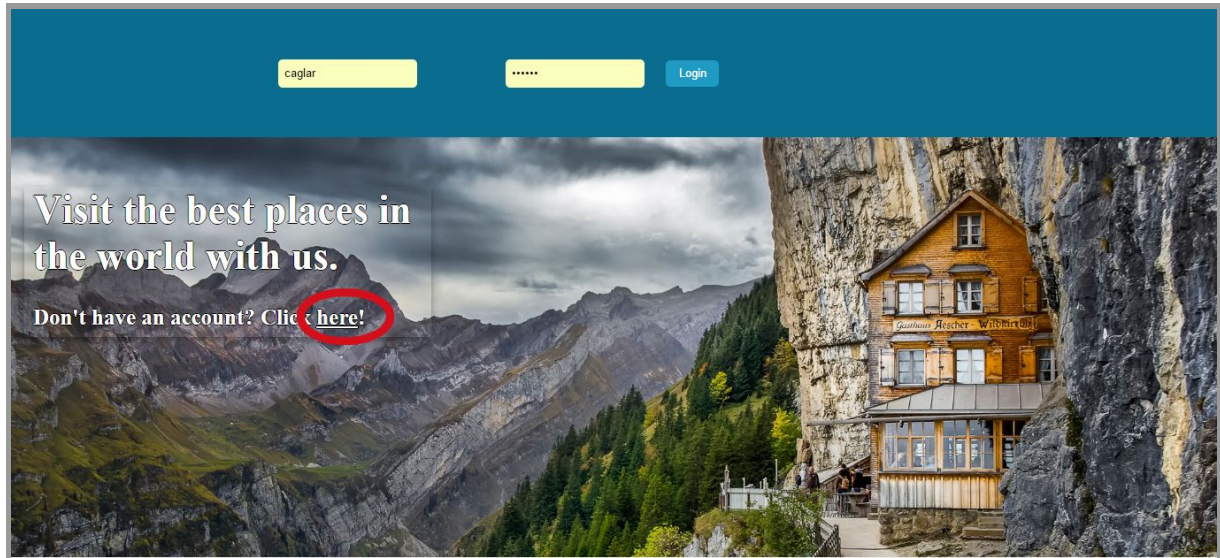 caglar
••••••
Login
Visit the best places in
the world with us.
Don't have an account? Click here!
Gasthaus Aescher - Wildkirchli